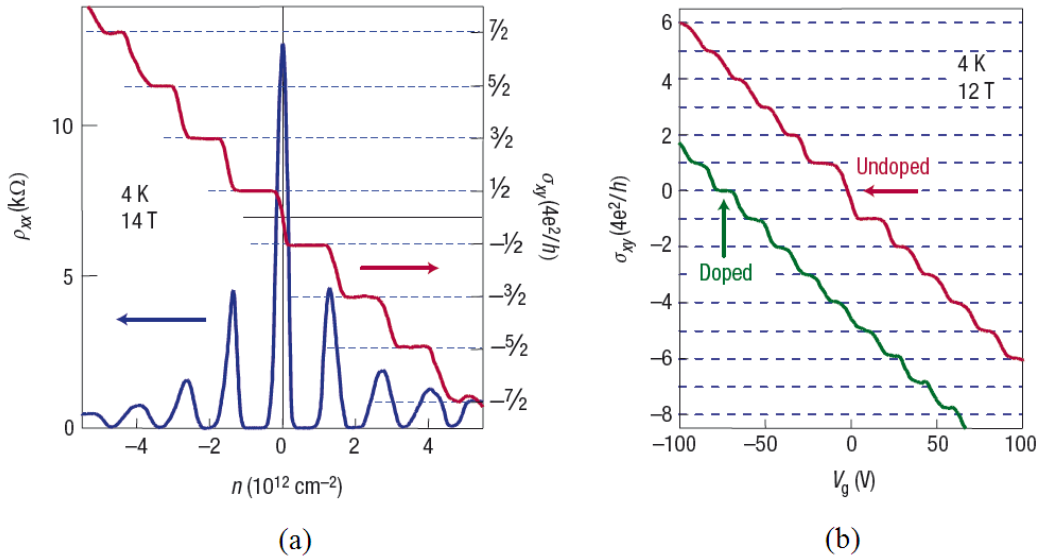 10
5
0
ρxx (kΩ)
4 K
14 T
7/2
5/2
3/2
1/2
−1/2
−3/2
−5/2
−7/2
σxy (4e²/h)
−4
−2
0
2
4
n (10¹² cm−²)
(a)
6
4
2
0
−2
−4
−6
−8
σxy (4e²/h)
4 K
12 T
Undoped
Doped
−100
−50
0
50
100
Vg (V)
(b)